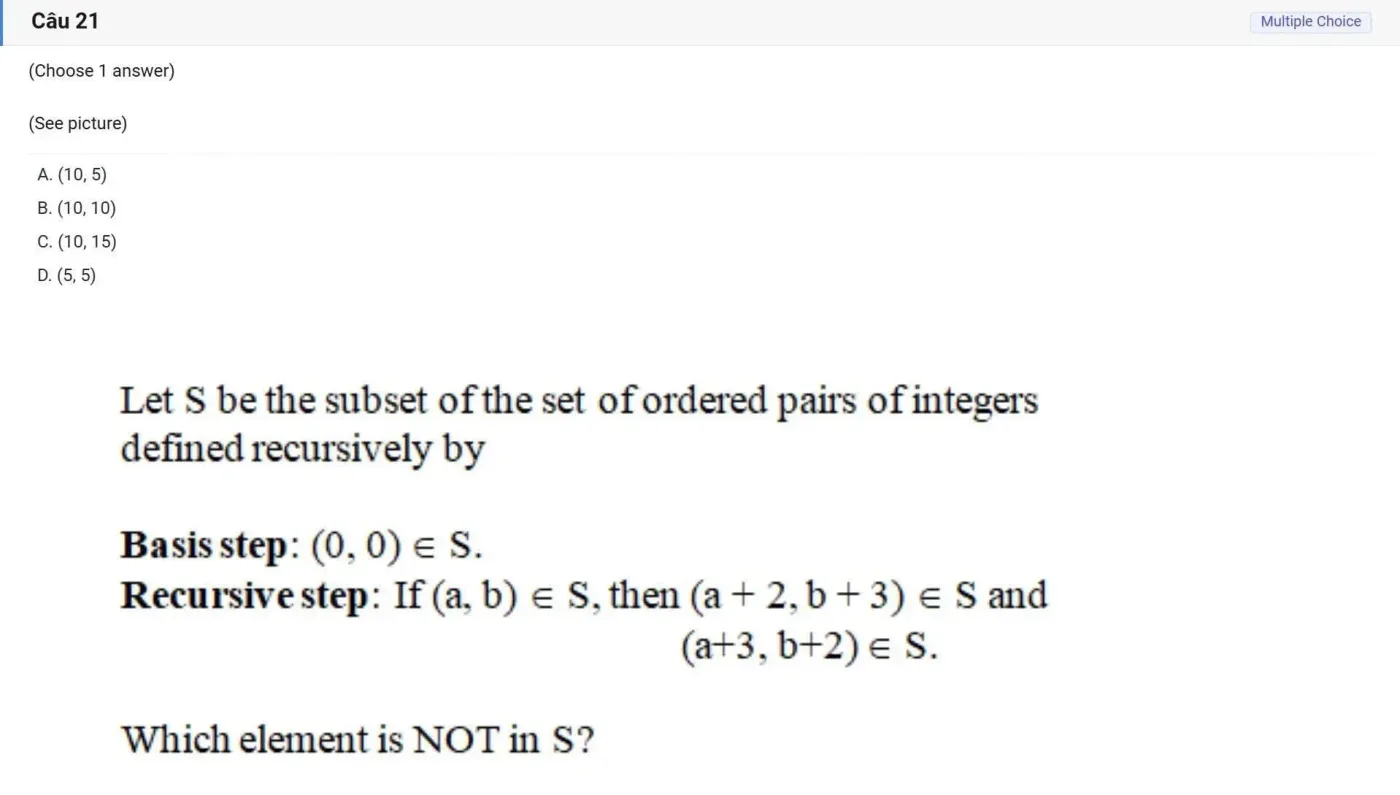 Câu 21
Multiple Choice
(Choose 1 answer)
(See picture)
A. (10, 5)
B. (10, 10)
C. (10, 15)
D. (5, 5)
Let S be the subset of the set of ordered pairs of integers
defined recursively by
Basis step: (0, 0) ∈ S.
Recursive step: If (a, b) ∈ S, then (a + 2, b + 3) ∈ S and
(a+3, b+2) ∈ S.
Which element is NOT in S?